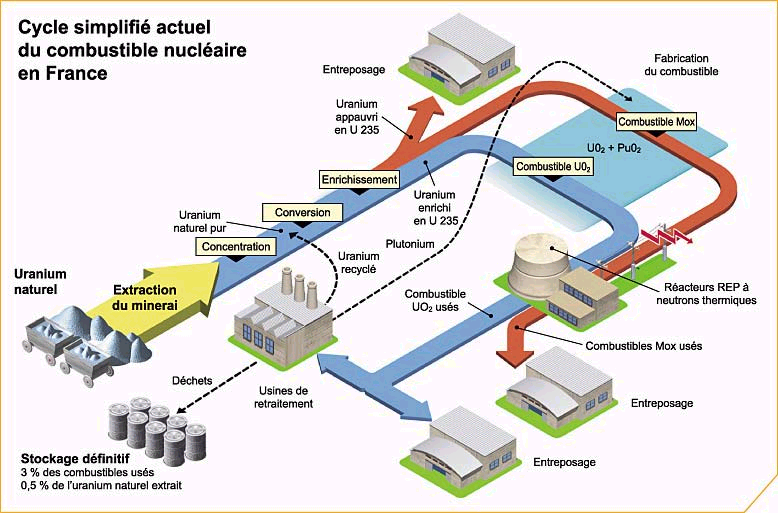 Cycle simplifié actuel
du combustible nucléaire
en France
Entreposage
Fabrication
du combustible
Uranium
appauvri
en U 235
Combustible Mox
U0₂ + Pu0₂
Combustible U0₂
Enrichissement
Uranium
enrichi
en U 235
Conversion
Uranium
naturel pur
Concentration
Uranium
recyclé
Plutonium
Uranium
naturel
Extraction
du minerai
Réacteurs REP à
neutrons thermiques
Combustible
UO₂ usés
Combustibles Mox usés
Déchets
Usines de
retraitement
Entreposage
Entreposage
Stockage définitif
3 % des combustibles usés
0,5 % de l'uranium naturel extrait